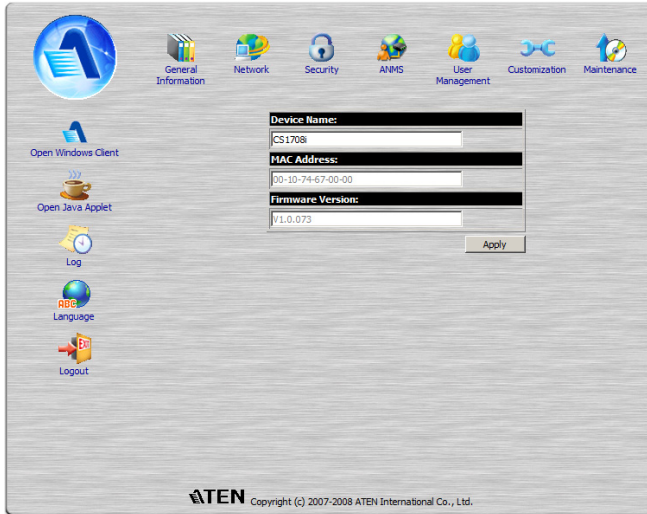 General
Information
Network
Security
ANMS
User
Management
Customization
Maintenance
Open Windows Client
Open Java Applet
Log
ABC
Language
EXIT
Logout
Device Name:
CS1708i
MAC Address:
00-10-74-67-00-00
Firmware Version:
V1.0.073
Apply
ATEN Copyright (c) 2007-2008 ATEN International Co., Ltd.